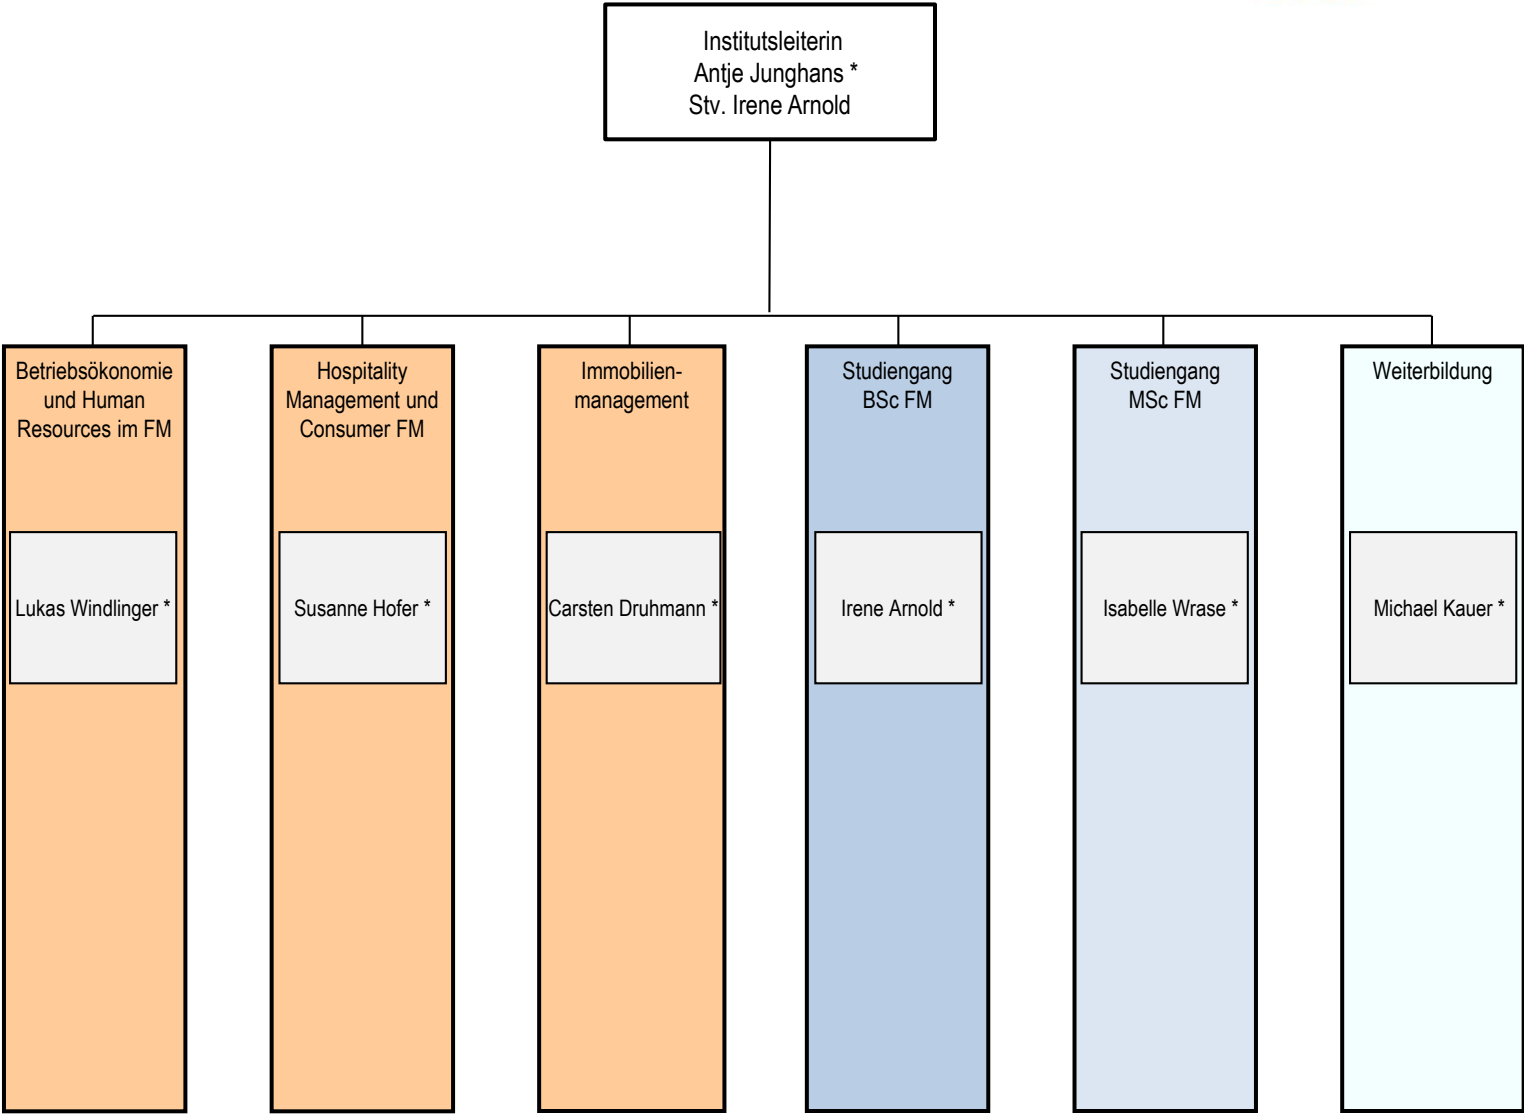 Institutsleiterin
Antje Junghans *
Stv. Irene Arnold
Betriebsökonomie
und Human
Resources im FM
Hospitality
Management und
Consumer FM
Immobilien-
management
Studiengang
BSc FM
Studiengang
MSc FM
Weiterbildung
Lukas Windlinger *
Susanne Hofer *
Carsten Druhmann *
Irene Arnold *
Isabelle Wrase *
Michael Kauer *